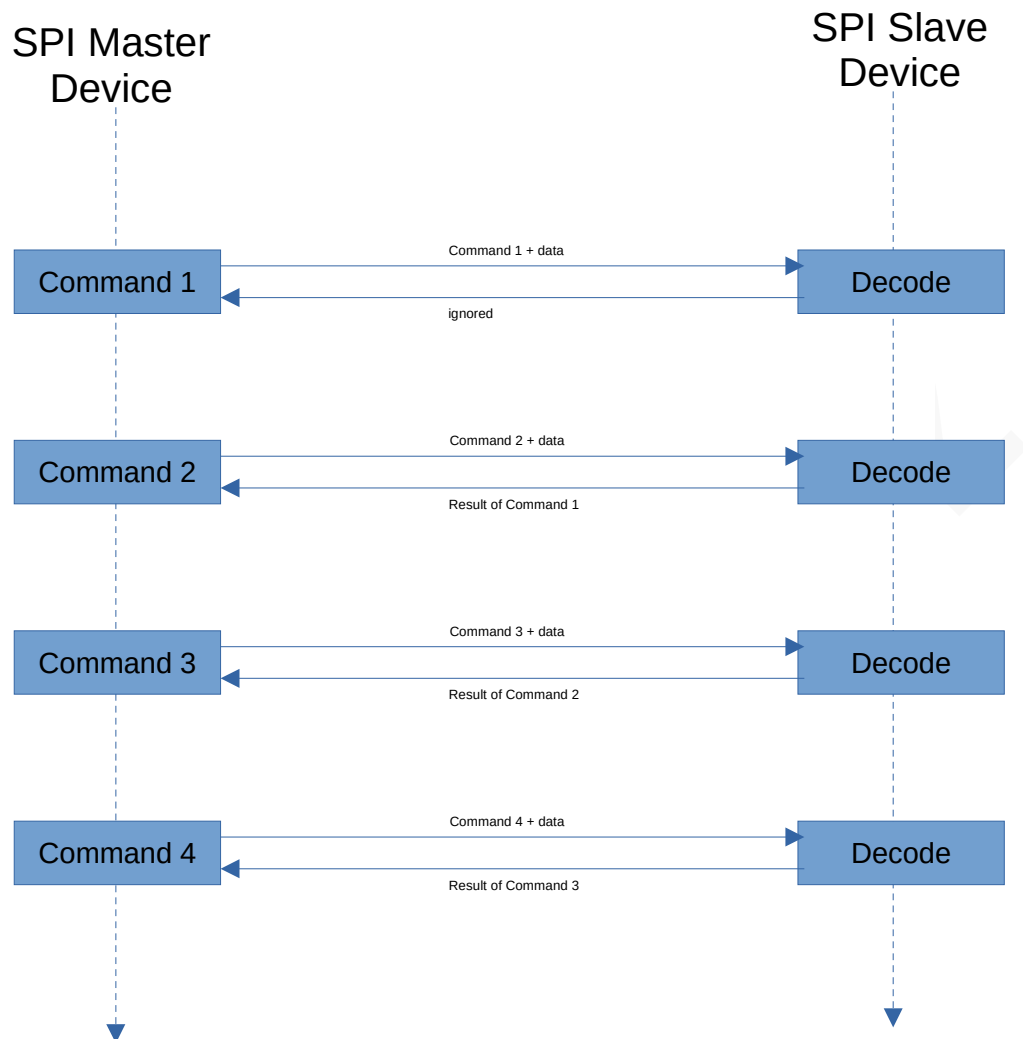 SPI Master
Device
SPI Slave
Device
Command 1
Command 1 + data
ignored
Decode
Command 2
Command 2 + data
Result of Command 1
Decode
Command 3
Command 3 + data
Result of Command 2
Decode
Command 4
Command 4 + data
Result of Command 3
Decode